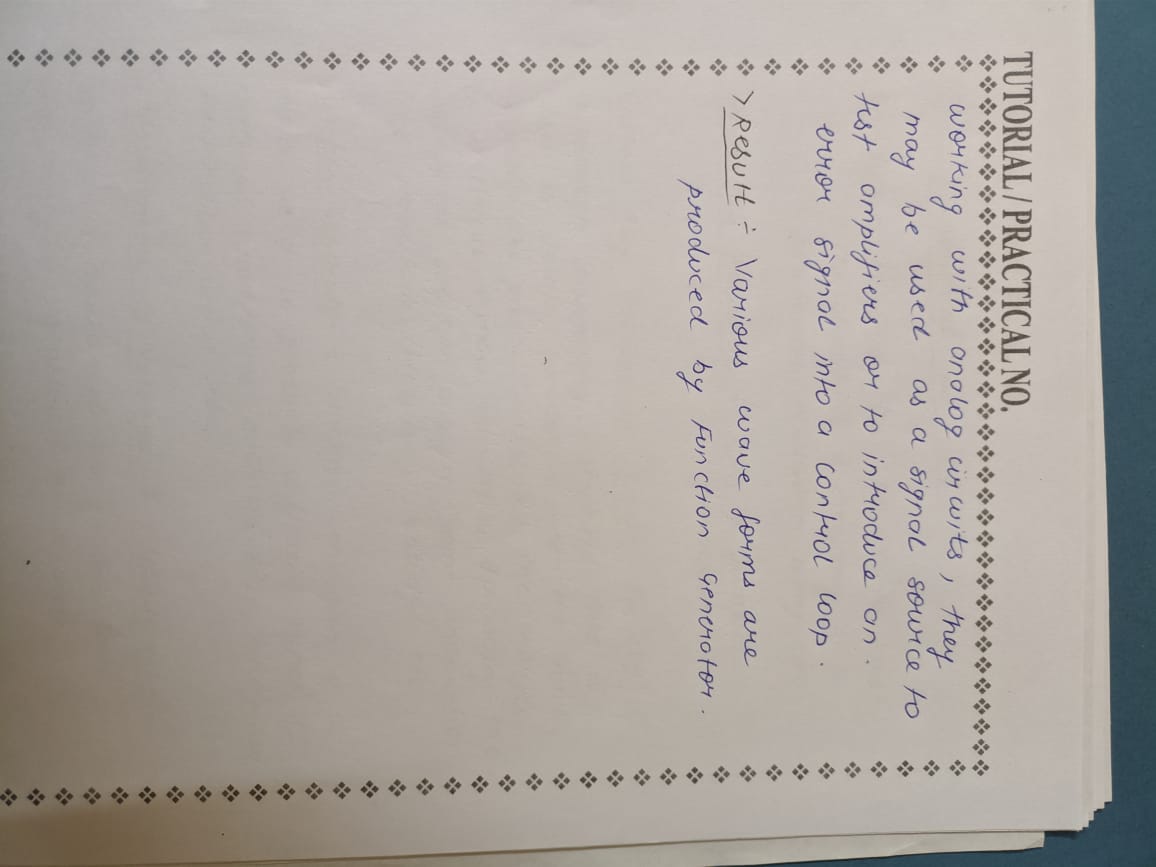 TUTORIAL / PRACTICAL NO.
working with analog circuits, they
may be used as a signal source to
test amplifiers or to introduce an.
error signal into a control loop.
> Result ÷ Various wave forms are
produced by Function Generator.